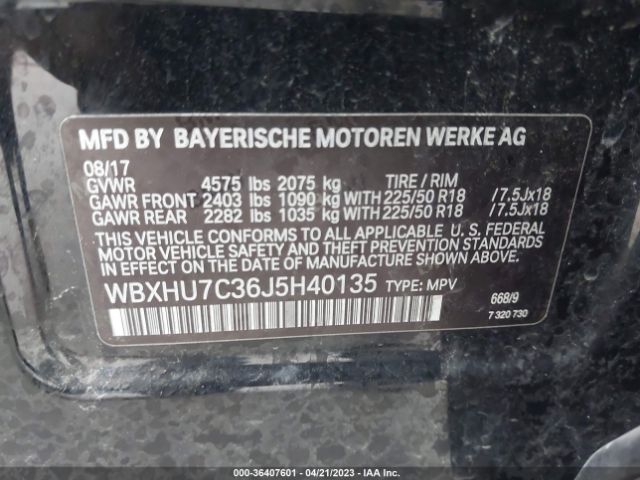 MFD BY BAYERISCHE MOTOREN WERKE AG
08/17
GVWR 4575 lbs 2075 kg TIRE / RIM
GAWR FRONT 2403 lbs 1090 kg WITH 225/50 R18 / 7.5Jx18
GAWR REAR 2282 lbs 1035 kg WITH 225/50 R18 / 7.5Jx18
THIS VEHICLE CONFORMS TO ALL APPLICABLE U.S. FEDERAL
MOTOR VEHICLE SAFETY AND THEFT PREVENTION STANDARDS
IN EFFECT ON THE DATE OF MANUFACTURE SHOWN ABOVE.
WBXHU7C36J5H40135 TYPE: MPV
668/9
7 320 730
000-36407601 - 04/21/2023 - IAA Inc.